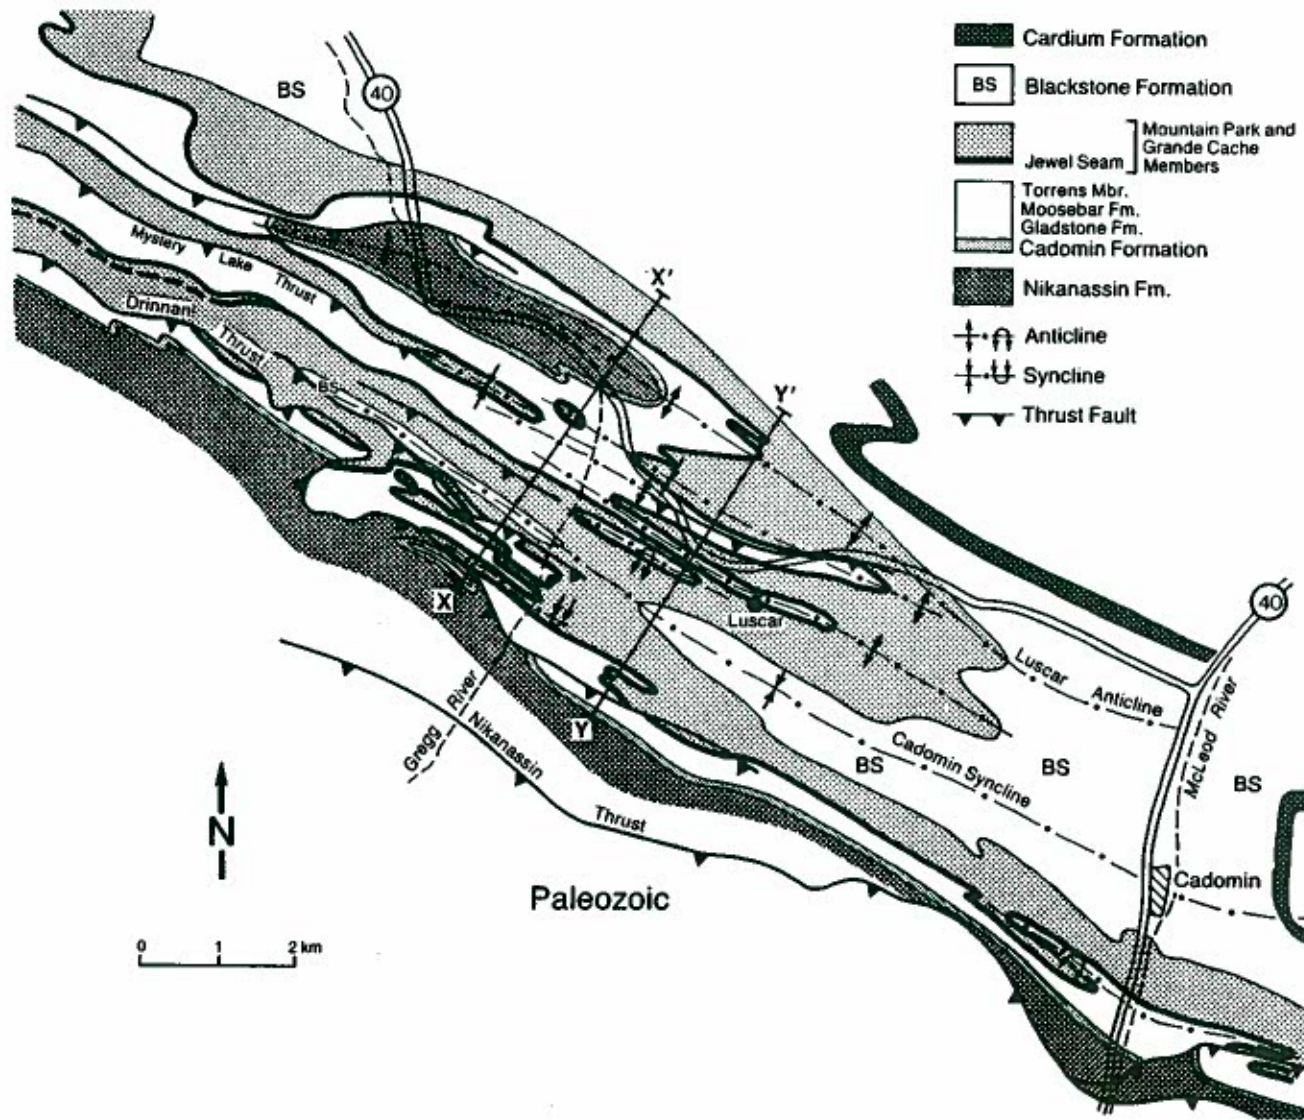 Cardium Formation
BS
Blackstone Formation
Mountain Park and
Grande Cache
Members
Jewel Seam
Torrens Mbr.
Moosebar Fm.
Gladstone Fm.
Cadomin Formation
Nikanassin Fm.
Anticline
Syncline
Thrust Fault
BS
40
Mystery Lake Thrust
X'
Drinnan Thrust
BS
Y'
X
Luscar
40
Luscar Anticline
Gregg River
Y
McLeod River
Nikanassin Thrust
Cadomin Syncline
BS
BS
BS
N
Paleozoic
Cadomin
0 1 2 km